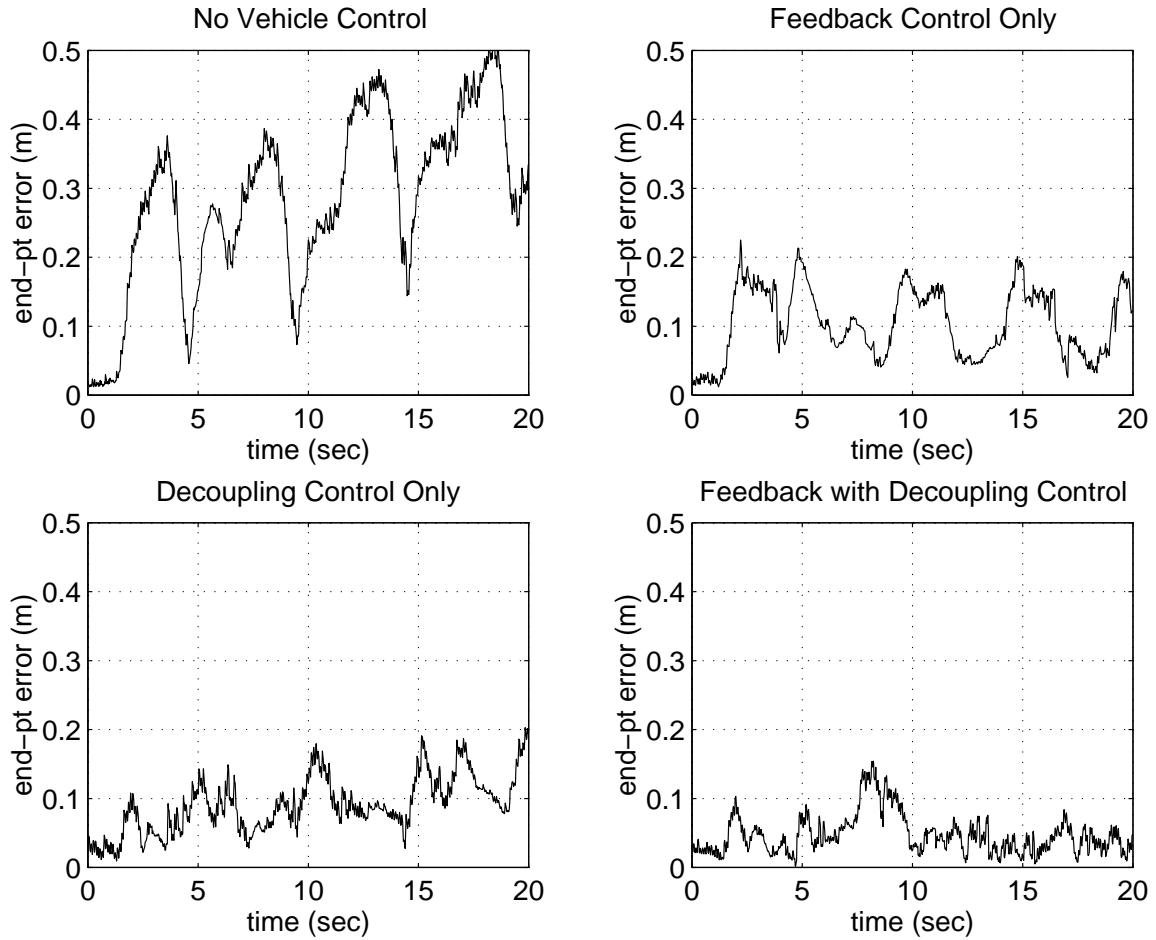 No Vehicle Control
0.5
0.4
0.3
0.2
0.1
0
end-pt error (m)
0 5 10 15 20
time (sec)
Feedback Control Only
0.5
0.4
0.3
0.2
0.1
0
end-pt error (m)
0 5 10 15 20
time (sec)
Decoupling Control Only
0.5
0.4
0.3
0.2
0.1
0
end-pt error (m)
0 5 10 15 20
time (sec)
Feedback with Decoupling Control
0.5
0.4
0.3
0.2
0.1
0
end-pt error (m)
0 5 10 15 20
time (sec)